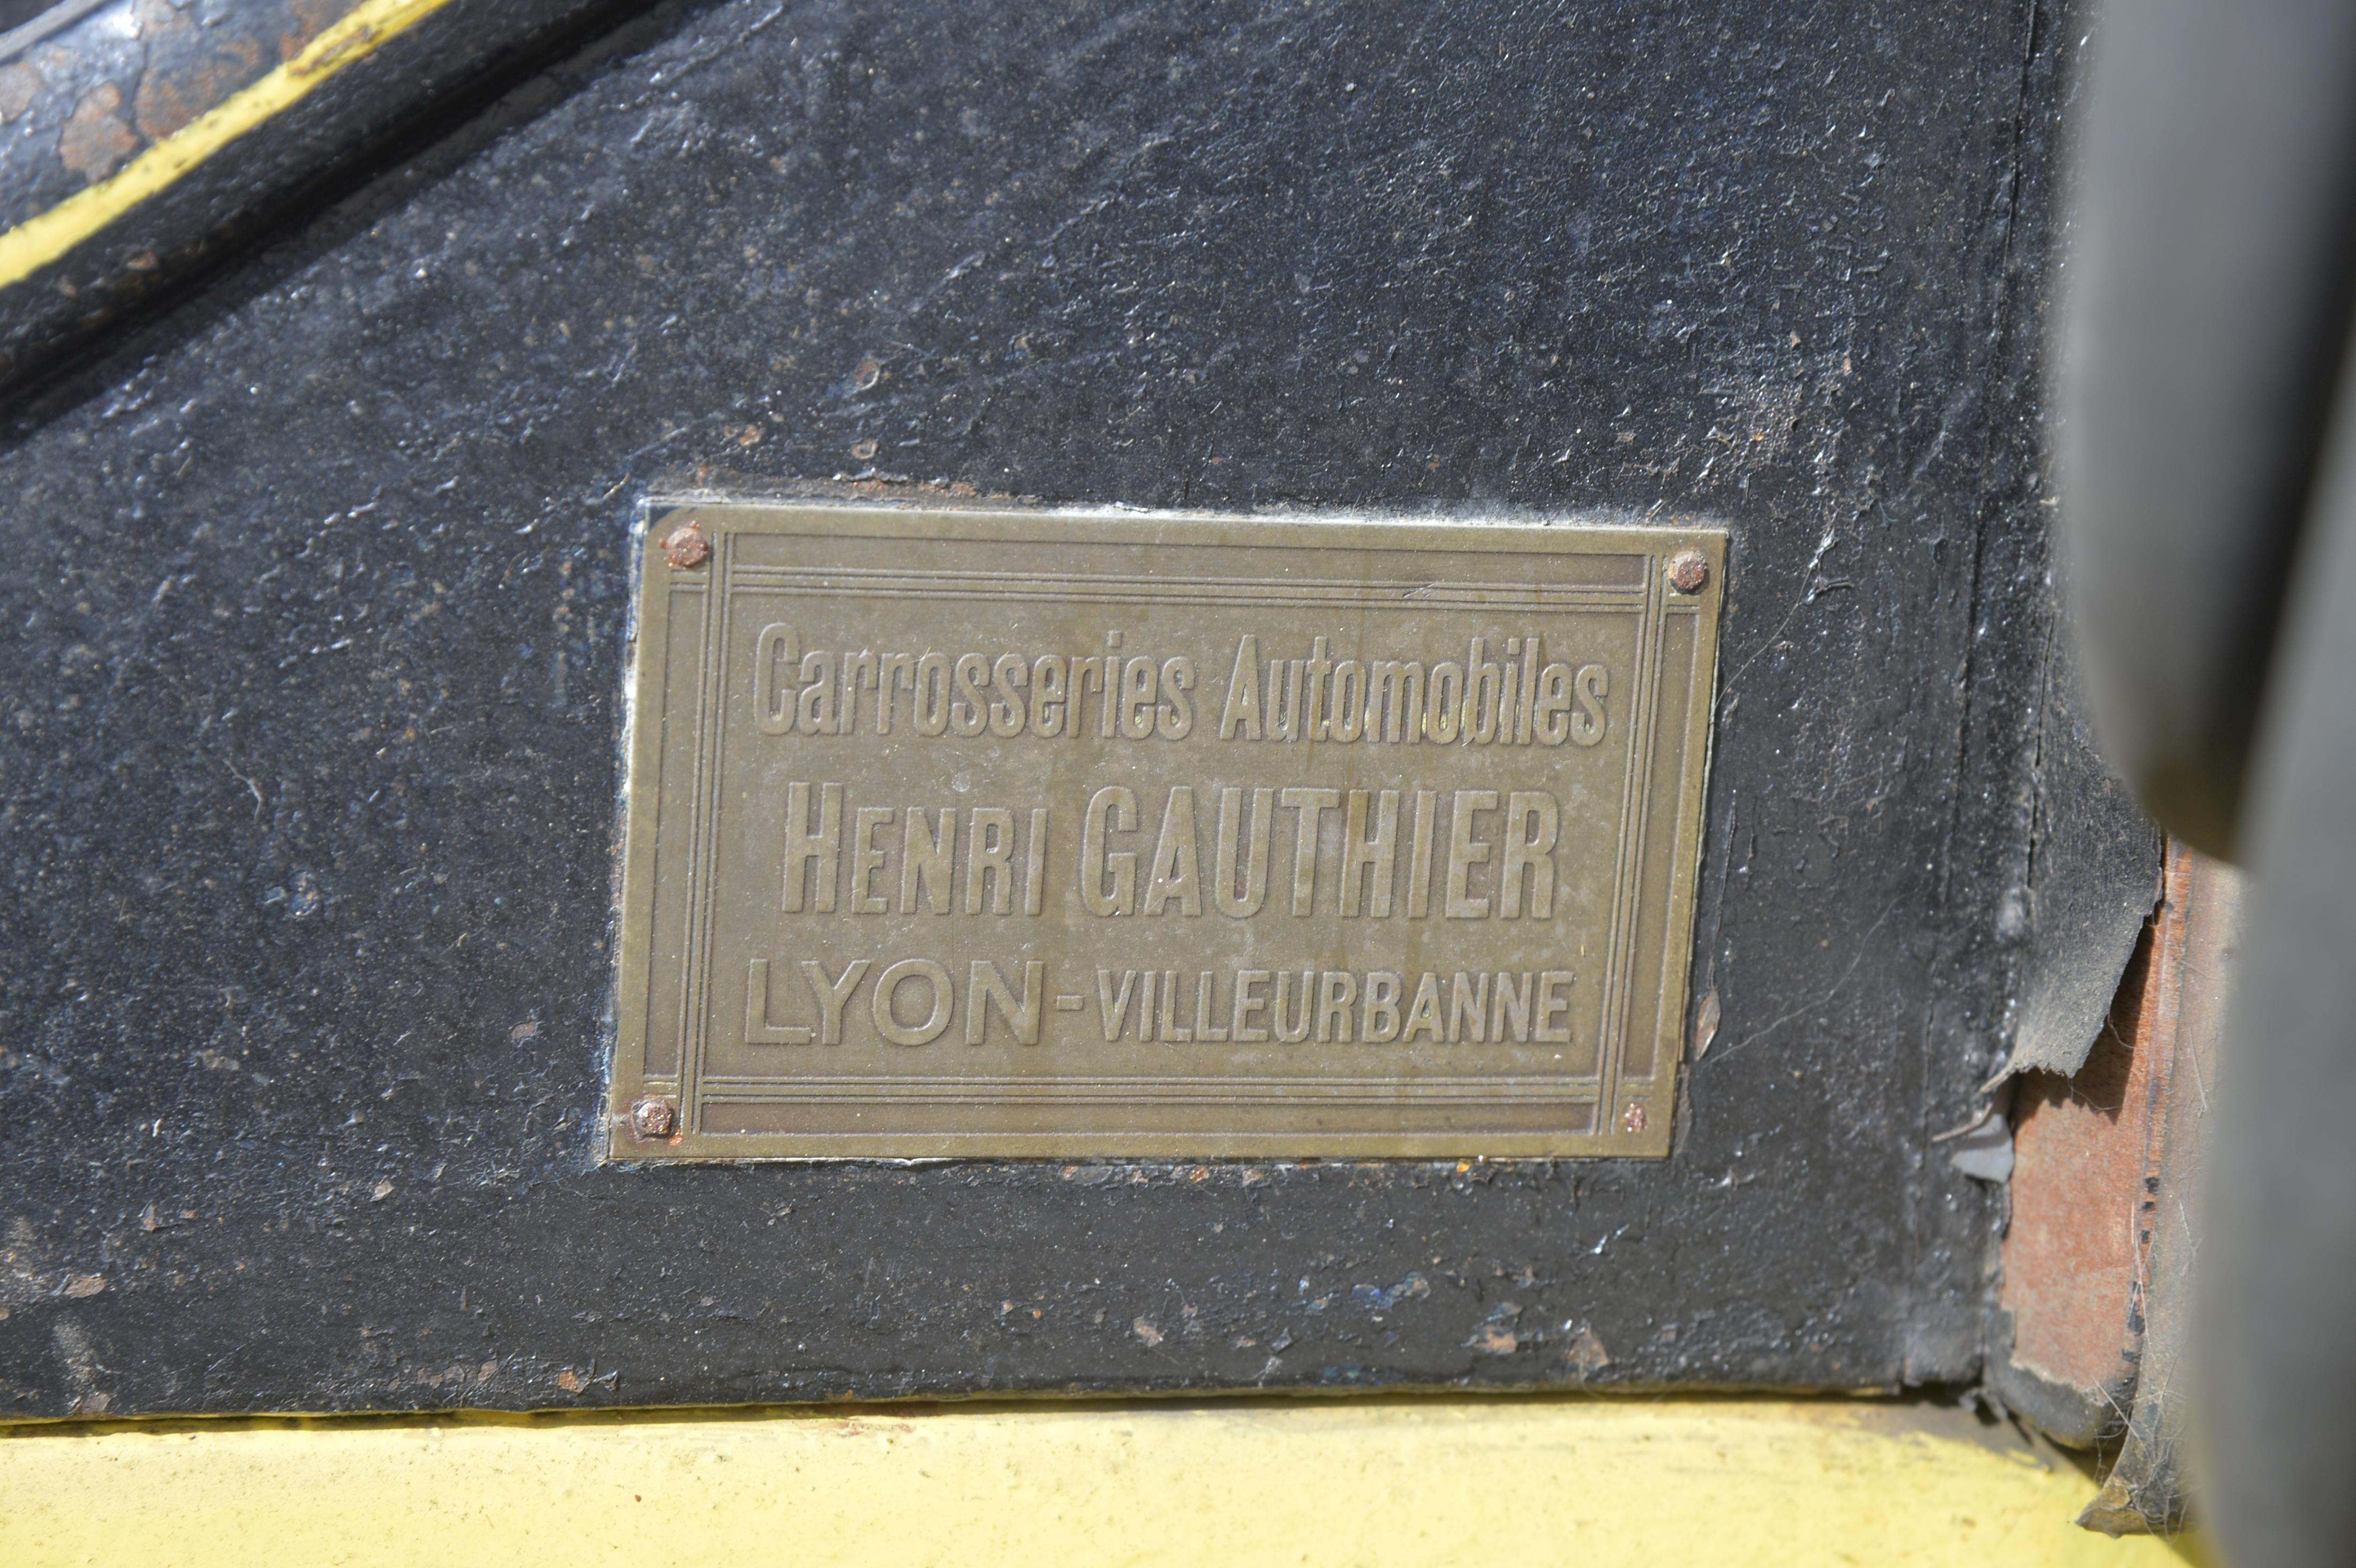 Carrosseries Automobiles
HENRI GAUTHIER
LYON-VILLEURBANNE